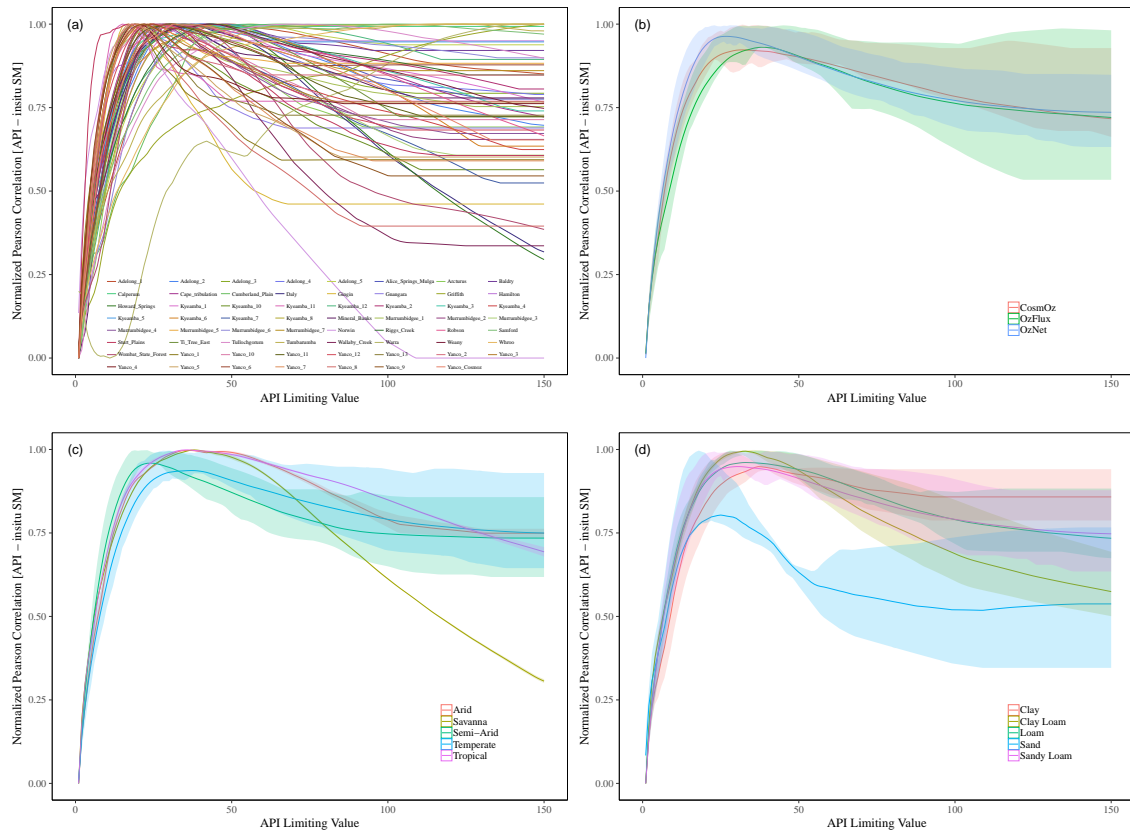 (a)
Normalized Pearson Correlation [API − insitu SM]
1.00
0.75
0.50
0.25
0.00
Adelong_1 Adelong_2 Adelong_3 Adelong_4 Adelong_5 Alice_Springs_Mulga Arcturus Baldry
Calperum Cape_tribulation Cumberland_Plain Daly Gingin Gnangara Griffith Hamilton
Howard_Springs Kyeamba_1 Kyeamba_10 Kyeamba_11 Kyeamba_12 Kyeamba_2 Kyeamba_3 Kyeamba_4
Kyeamba_5 Kyeamba_6 Kyeamba_7 Kyeamba_8 Mineral_Banks Murrumbidgee_1 Murrumbidgee_2 Murrumbidgee_3
Murrumbidgee_4 Murrumbidgee_5 Murrumbidgee_6 Murrumbidgee_7 Norwin Riggs_Creek Robson Samford
Sturt_Plains Ti_Tree_East Tullochgorum Tumbarumba Wallaby_Creek Warra Weany Whroo
Wombat_State_Forest Yanco_1 Yanco_10 Yanco_11 Yanco_12 Yanco_13 Yanco_2 Yanco_3
Yanco_4 Yanco_5 Yanco_6 Yanco_7 Yanco_8 Yanco_9 Yanco_Cosmoz
0 50 100 150
API Limiting Value
(b)
Normalized Pearson Correlation [API − insitu SM]
1.00
0.75
0.50
0.25
0.00
CosmOz
OzFlux
OzNet
0 50 100 150
API Limiting Value
(c)
Normalized Pearson Correlation [API − insitu SM]
1.00
0.75
0.50
0.25
0.00
Arid
Savanna
Semi−Arid
Temperate
Tropical
0 50 100 150
API Limiting Value
(d)
Normalized Pearson Correlation [API − insitu SM]
1.00
0.75
0.50
0.25
0.00
Clay
Clay Loam
Loam
Sand
Sandy Loam
0 50 100 150
API Limiting Value